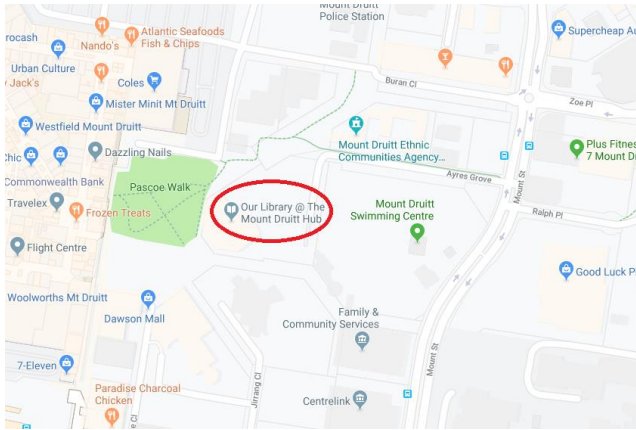 Mount Druitt
Police Station
Atlantic Seafoods
Fish & Chips
rocash
Nando's
Supercheap Au
Urban Culture
Jack's
Coles
Buran Cl
Mister Minit Mt Druitt
Zoe Pl
Westfield Mount Druitt
Mount Druitt Ethnic
Communities Agency...
Plus Fitnes
7 Mount D
Chic
Dazzling Nails
Commonwealth Bank
Pascoe Walk
Ayres Grove
Mount St
Travelex
Frozen Treats
Our Library @ The
Mount Druitt Hub
Mount Druitt
Swimming Centre
Ralph Pl
Flight Centre
Good Luck P
Woolworths Mt Druitt
Dawson Mall
Family &
Community Services
7-Eleven
Mount St
Paradise Charcoal
Chicken
Jirrang Cl
Centrelink
e Cl